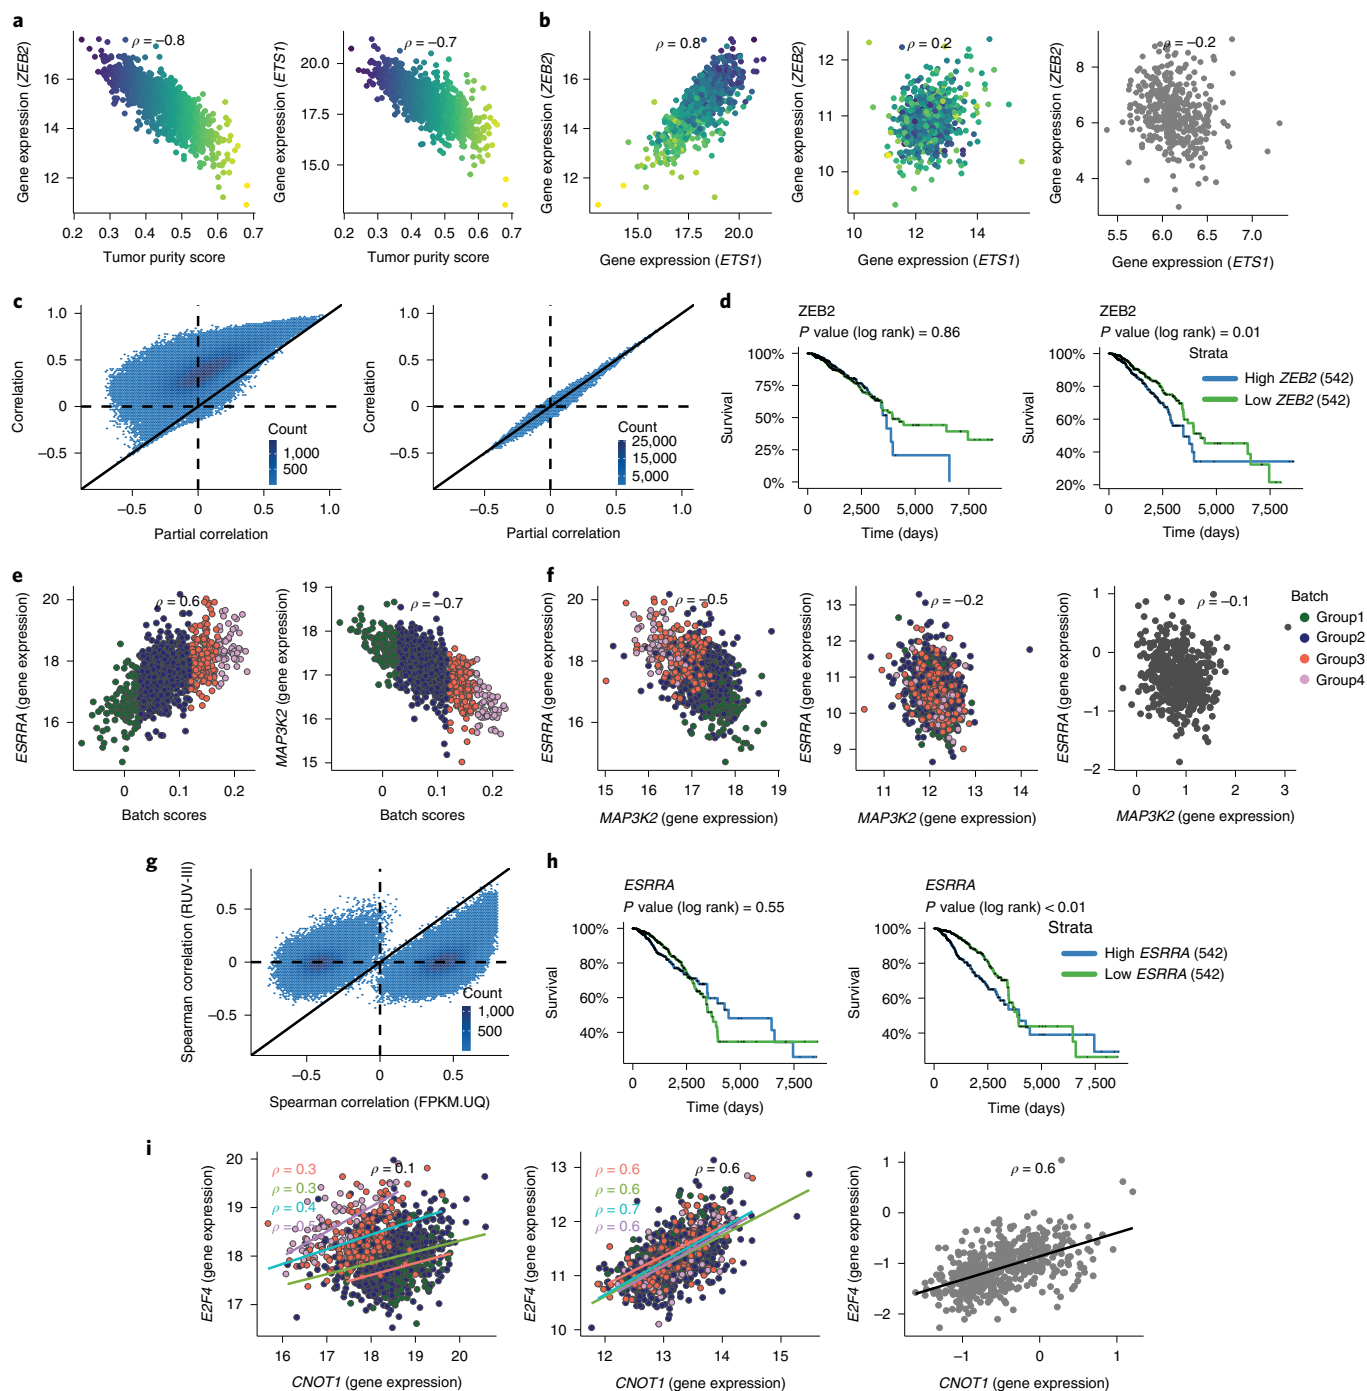 a
ρ = −0.8
Gene expression (ZEB2)
16
14
12
0.2 0.3 0.4 0.5 0.6 0.7
Tumor purity score
ρ = −0.7
Gene expression (ETS1)
20.0
17.5
15.0
0.2 0.3 0.4 0.5 0.6 0.7
Tumor purity score
b
ρ = 0.8
Gene expression (ZEB2)
16
14
12
15.0 17.5 20.0
Gene expression (ETS1)
ρ = 0.2
Gene expression (ZEB2)
12
11
10
10 12 14
Gene expression (ETS1)
ρ = −0.2
Gene expression (ZEB2)
8
6
4
5.5 6.0 6.5 7.0
Gene expression (ETS1)
c
Correlation
1.0
0.5
0
−0.5
Count
1,000
500
−0.5 0 0.5 1.0
Partial correlation
Correlation
1.0
0.5
0
−0.5
Count
25,000
15,000
5,000
−0.5 0 0.5 1.0
Partial correlation
d
ZEB2
P value (log rank) = 0.86
Survival
100%
75%
50%
25%
0%
0 2,500 5,000 7,500
Time (days)
ZEB2
P value (log rank) = 0.01
Strata
High ZEB2 (542)
Low ZEB2 (542)
Survival
100%
80%
60%
40%
20%
0 2,500 5,000 7,500
Time (days)
e
ρ = 0.6
ESRRA (gene expression)
20
18
16
0 0.1 0.2
Batch scores
ρ = −0.7
MAP3K2 (gene expression)
19
18
17
16
15
0 0.1 0.2
Batch scores
f
ρ = −0.5
ESRRA (gene expression)
20
18
16
15 16 17 18 19
MAP3K2 (gene expression)
ρ = −0.2
ESRRA (gene expression)
13
12
11
10
9
11 12 13 14
MAP3K2 (gene expression)
ρ = −0.1
ESRRA (gene expression)
1
0
−1
−2
0 1 2 3
MAP3K2 (gene expression)
Batch
Group1
Group2
Group3
Group4
g
Spearman correlation (RUV-III)
0.5
0
−0.5
Count
1,000
500
−0.5 0 0.5
Spearman correlation (FPKM.UQ)
h
ESRRA
P value (log rank) = 0.55
Survival
100%
80%
60%
40%
0 2,500 5,000 7,500
Time (days)
ESRRA
P value (log rank) < 0.01
Strata
High ESRRA (542)
Low ESRRA (542)
Survival
100%
80%
60%
40%
0 2,500 5,000 7,500
Time (days)
i
ρ = 0.3
ρ = 0.3
ρ = 0.4
ρ = 0.5
ρ = 0.1
E2F4 (gene expression)
20
19
18
17
16 17 18 19 20
CNOT1 (gene expression)
ρ = 0.6
ρ = 0.6
ρ = 0.7
ρ = 0.6
ρ = 0.6
E2F4 (gene expression)
13
12
11
10
12 13 14 15
CNOT1 (gene expression)
ρ = 0.6
E2F4 (gene expression)
1
−0
−1
−2
−1 0 1
CNOT1 (gene expression)